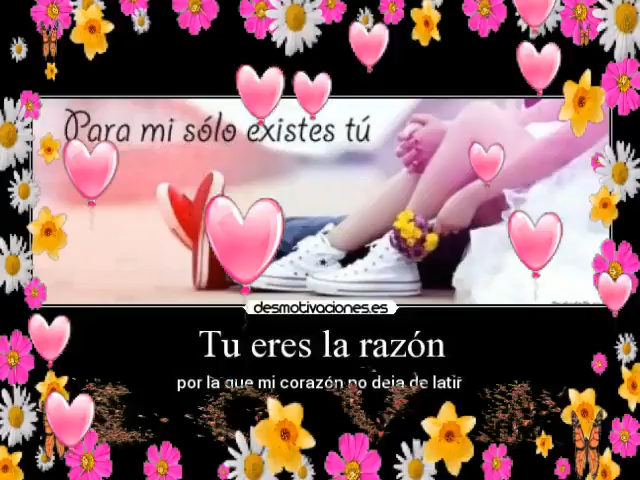 Para mi sólo existes tú
desmotivaciones.es
Tu eres la razón
por la que mi corazón no deja de latir